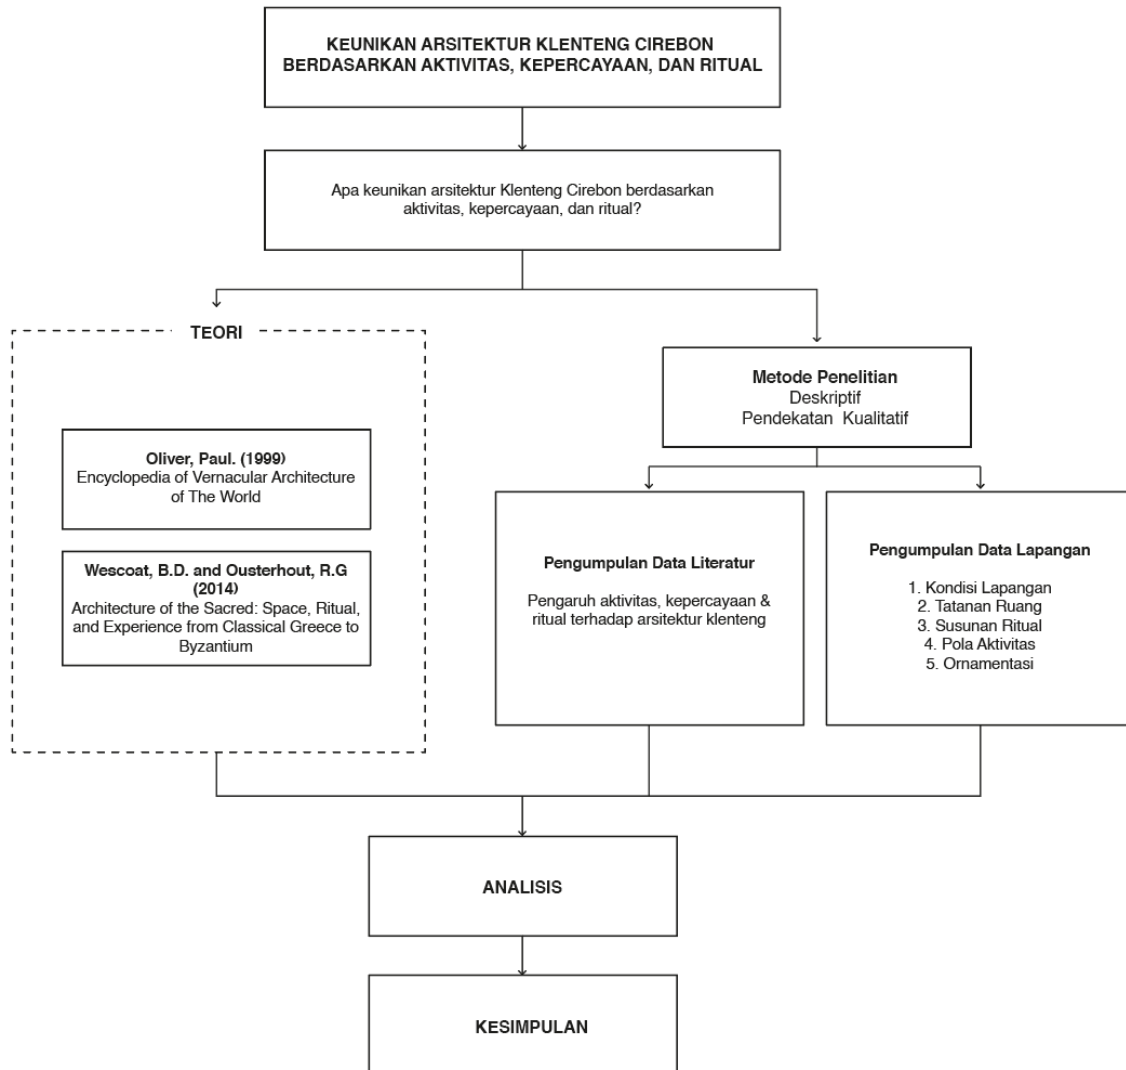 KEUNIKAN ARSITEKTUR KLENTENG CIREBON
BERDASARKAN AKTIVITAS, KEPERCAYAAN, DAN RITUAL
Apa keunikan arsitektur Klenteng Cirebon berdasarkan
aktivitas, kepercayaan, dan ritual?
TEORI
Oliver, Paul. (1999)
Encyclopedia of Vernacular Architecture
of The World
Wescoat, B.D. and Ousterhout, R.G
(2014)
Architecture of the Sacred: Space, Ritual,
and Experience from Classical Greece to
Byzantium
Metode Penelitian
Deskriptif
Pendekatan Kualitatif
Pengumpulan Data Literatur
Pengaruh aktivitas, kepercayaan &
ritual terhadap arsitektur klenteng
Pengumpulan Data Lapangan
1. Kondisi Lapangan
2. Tatanan Ruang
3. Susunan Ritual
4. Pola Aktivitas
5. Ornamentasi
ANALISIS
KESIMPULAN